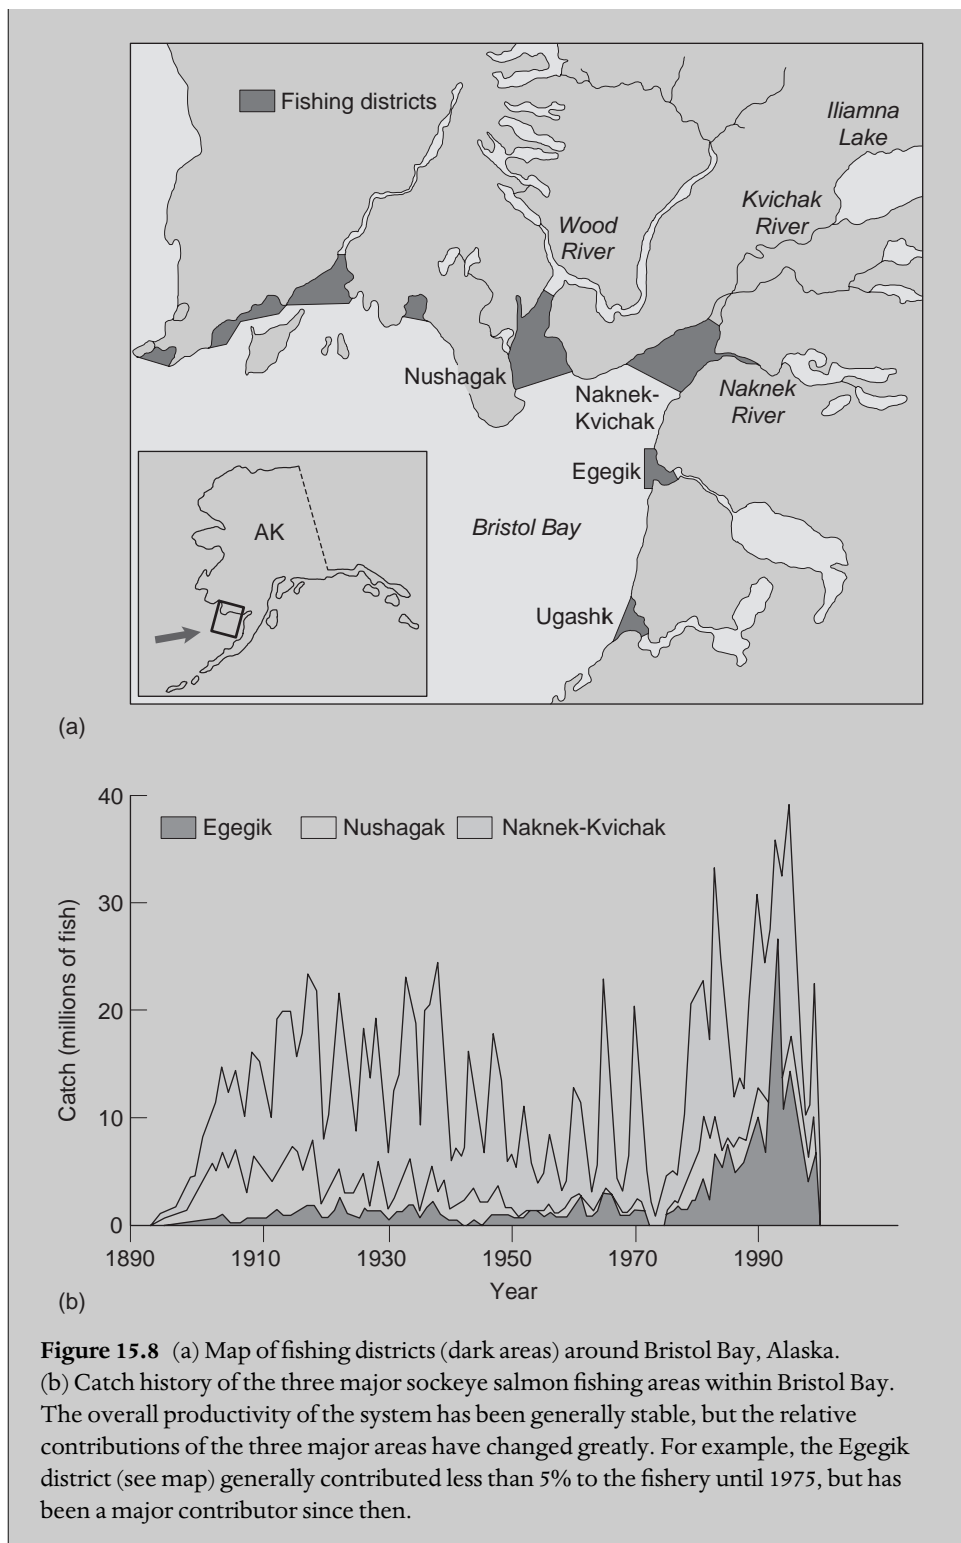 Fishing districts
Iliamna
Lake
Kvichak
River
Wood
River
Nushagak
Naknek-
Kvichak
Naknek
River
Egegik
AK
Bristol Bay
Ugashik
(a)
40
Egegik
Nushagak
Naknek-Kvichak
30
20
10
0
Catch (millions of fish)
1890
1910
1930
1950
1970
1990
Year
(b)
Figure 15.8 (a) Map of fishing districts (dark areas) around Bristol Bay, Alaska.
(b) Catch history of the three major sockeye salmon fishing areas within Bristol Bay.
The overall productivity of the system has been generally stable, but the relative
contributions of the three major areas have changed greatly. For example, the Egegik
district (see map) generally contributed less than 5% to the fishery until 1975, but has
been a major contributor since then.